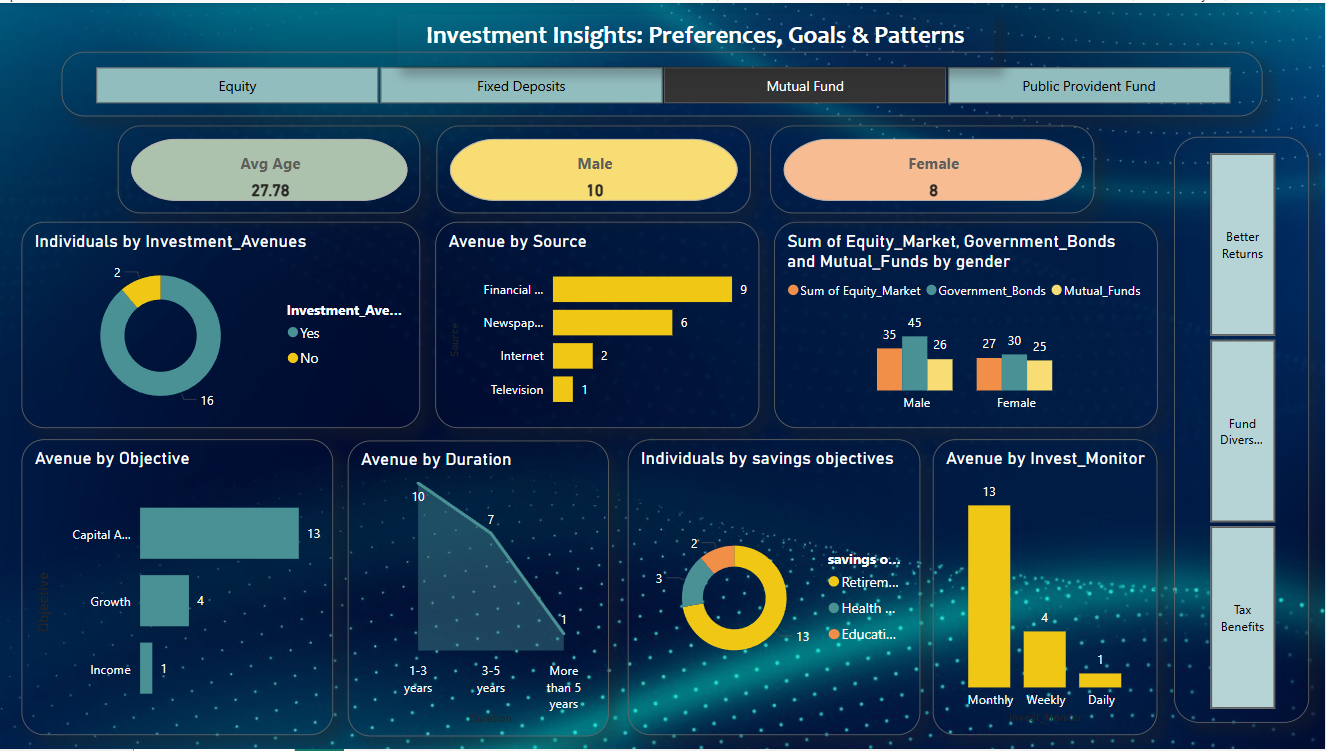 Investment Insights: Preferences, Goals & Patterns
Equity
Fixed Deposits
Mutual Fund
Public Provident Fund
Avg Age
27.78
Male
10
Female
8
Individuals by Investment_Avenues
2
16
Investment_Ave...
Yes
No
Avenue by Source
Source
Financial ...
9
Newspap...
6
Internet
2
Television
1
Sum of Equity_Market, Government_Bonds
and Mutual_Funds by gender
Sum of Equity_Market
Government_Bonds
Mutual_Funds
35
45
26
27
30
25
Male
Female
Better
Returns
Fund
Divers...
Tax
Benefits
Avenue by Objective
Objective
Capital A...
13
Growth
4
Income
1
Avenue by Duration
10
7
1
1-3
years
3-5
years
More
than 5
years
Duration
Individuals by savings objectives
2
3
13
savings o...
Retirem...
Health ...
Educati...
Avenue by Invest_Monitor
13
4
1
Monthly
Weekly
Daily
Invest_Monitor